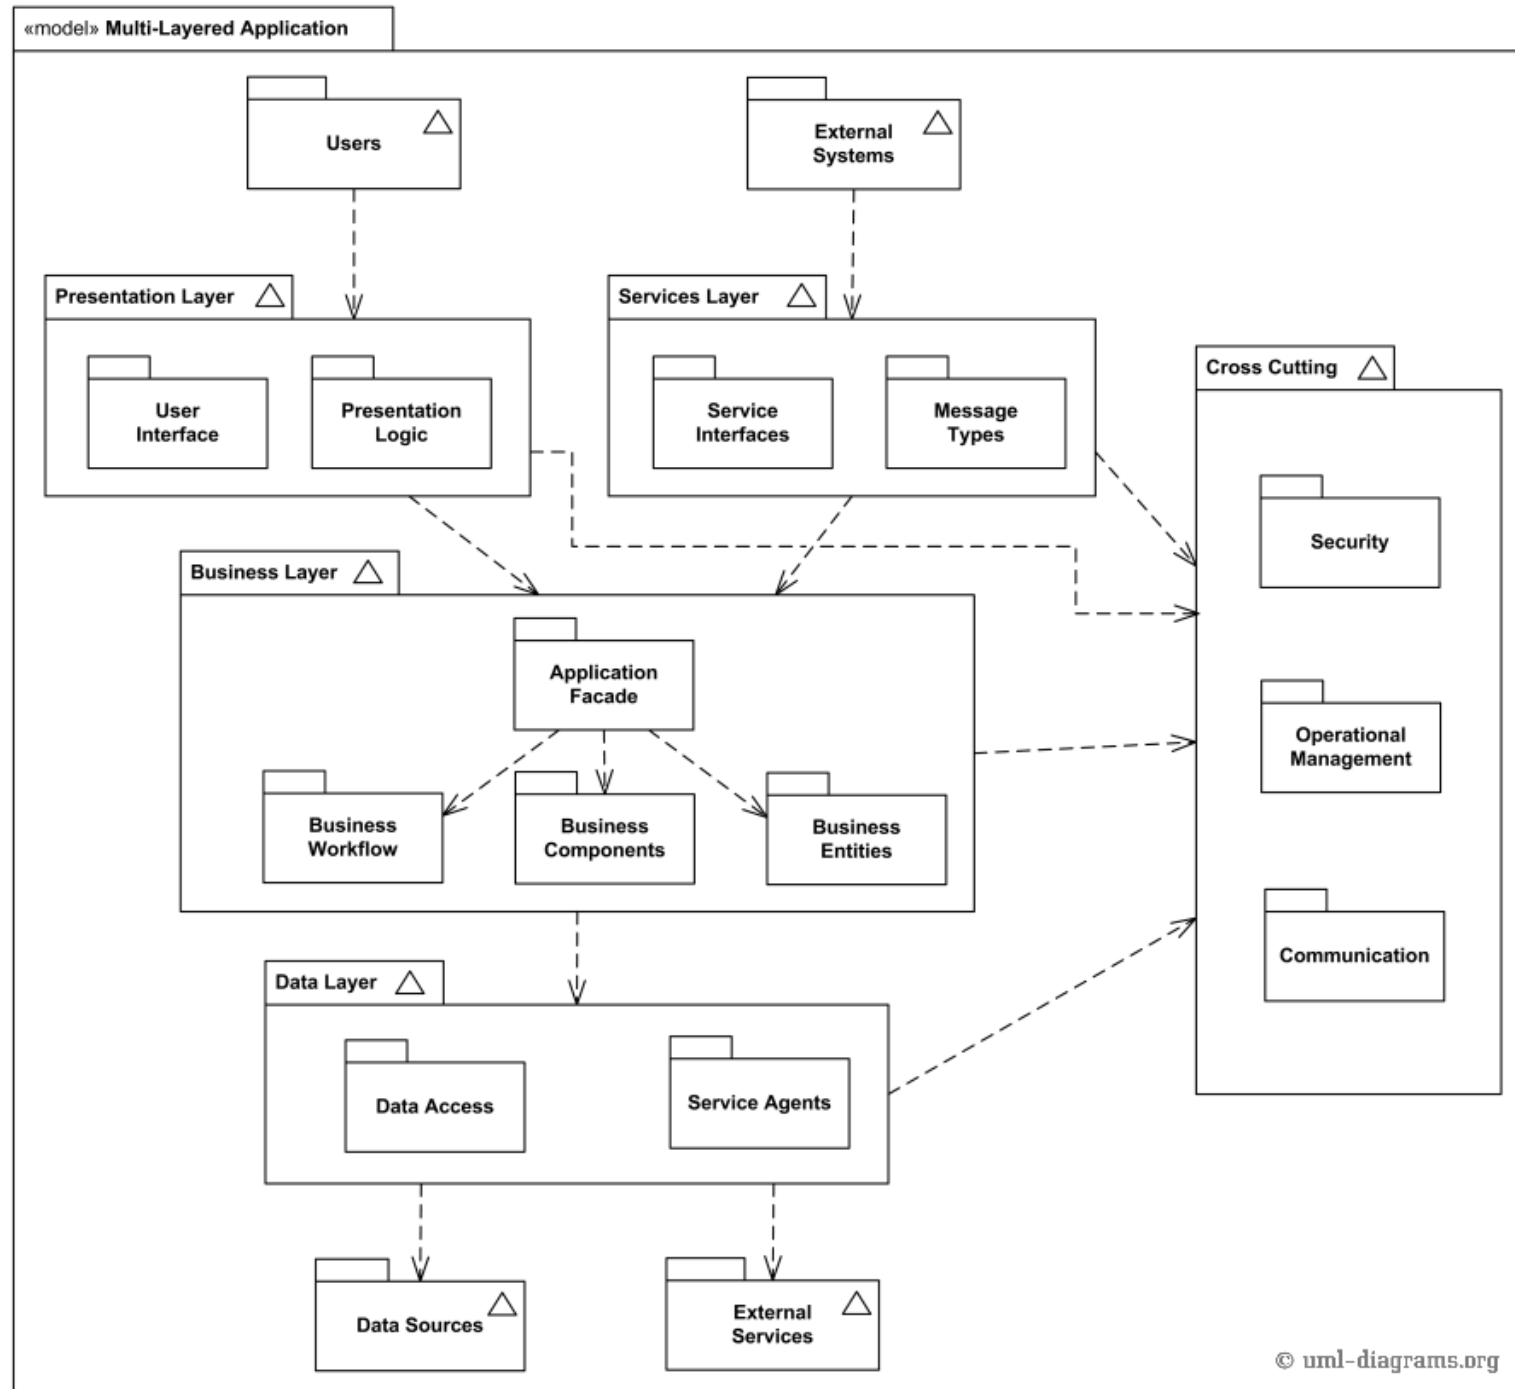 «model» Multi-Layered Application
Users
External
Systems
Presentation Layer
Services Layer
User
Interface
Presentation
Logic
Service
Interfaces
Message
Types
Cross Cutting
Security
Operational
Management
Communication
Business Layer
Application
Facade
Business
Workflow
Business
Components
Business
Entities
Data Layer
Data Access
Service Agents
Data Sources
External
Services
© uml-diagrams.org